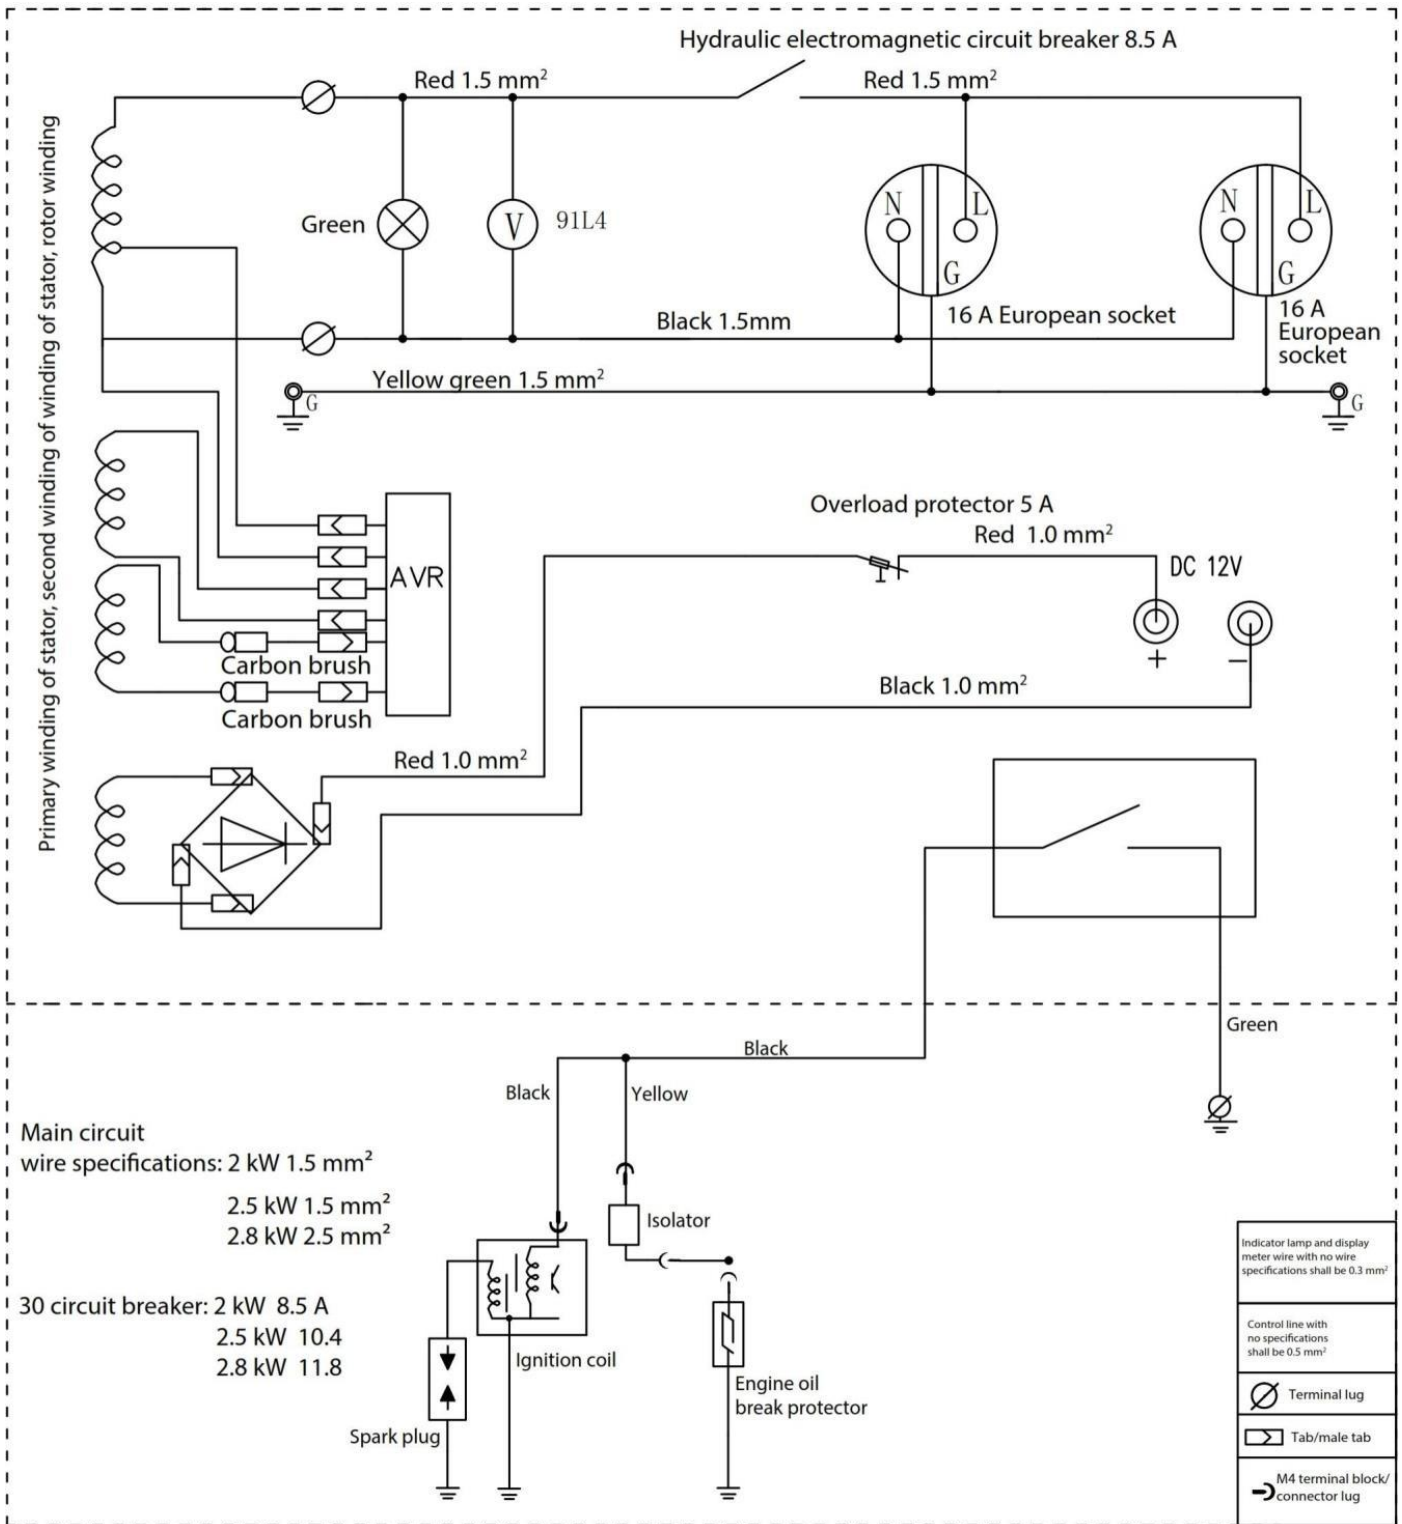 Hydraulic electromagnetic circuit breaker 8.5 A
Red 1.5 mm²
Red 1.5 mm²
Primary winding of stator, second winding of winding of stator, rotor winding
Green
V
91L4
N
L
G
N
L
G
16 A European socket
16 A
European
socket
Black 1.5mm
Yellow green 1.5 mm²
G
G
AVR
Carbon brush
Carbon brush
Overload protector 5 A
Red 1.0 mm²
DC 12V
+
−
Black 1.0 mm²
Red 1.0 mm²
Green
Black
Black
Yellow
Main circuit
wire specifications: 2 kW 1.5 mm²
2.5 kW 1.5 mm²
2.8 kW 2.5 mm²
30 circuit breaker: 2 kW 8.5 A
2.5 kW 10.4
2.8 kW 11.8
Isolator
Ignition coil
Spark plug
Engine oil
break protector
Indicator lamp and display
meter wire with no wire
specifications shall be 0.3 mm²
Control line with
no specifications
shall be 0.5 mm²
Terminal lug
Tab/male tab
M4 terminal block/
connector lug